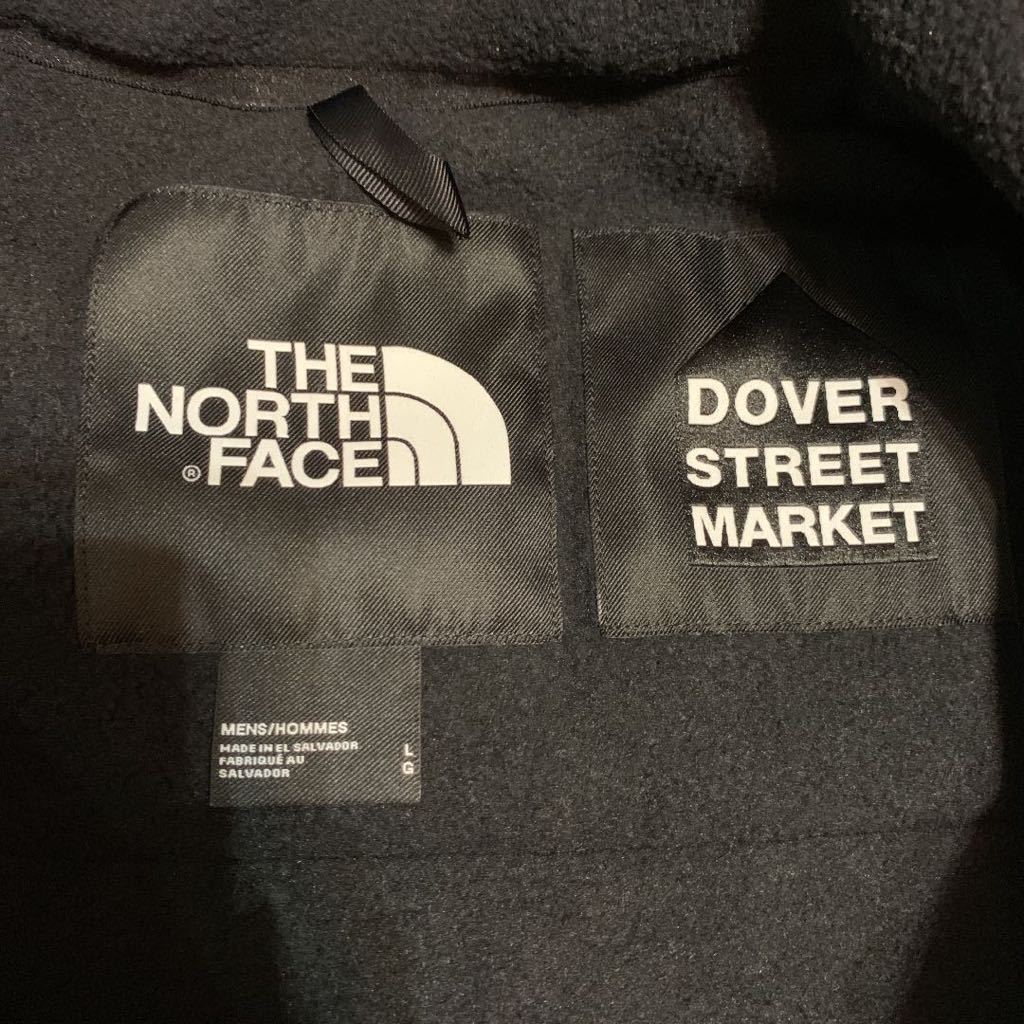 THE
NORTH
® FACE
DOVER
STREET
MARKET
MENS/HOMMES
MADE IN EL SALVADOR
FABRIQUÉ AU
SALVADOR
L
G